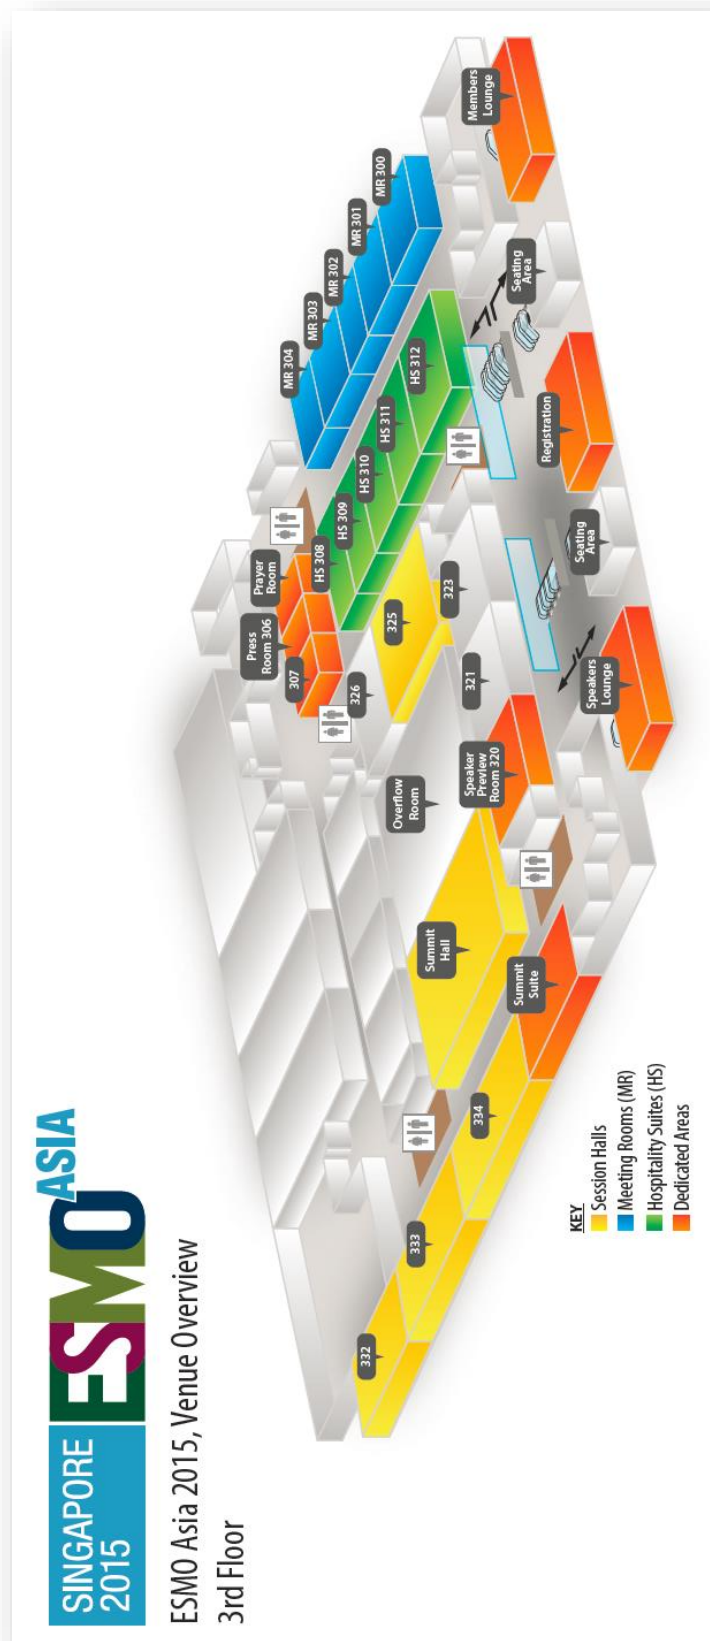 SINGAPORE
2015
ESMO
ASIA
ESMO Asia 2015, Venue Overview
3rd Floor
332
333
334
Summit
Suite
Summit
Hall
Overflow
Room
Speaker
Preview
Room 320
321
323
325
326
307
Press
Room 306
Prayer
Room
HS 308
HS 309
HS 310
HS 311
HS 312
MR 304
MR 303
MR 302
MR 301
MR 300
Speakers
Lounge
Seating
Area
Registration
Seating
Area
Members
Lounge
KEY
Session Halls
Meeting Rooms (MR)
Hospitality Suites (HS)
Dedicated Areas